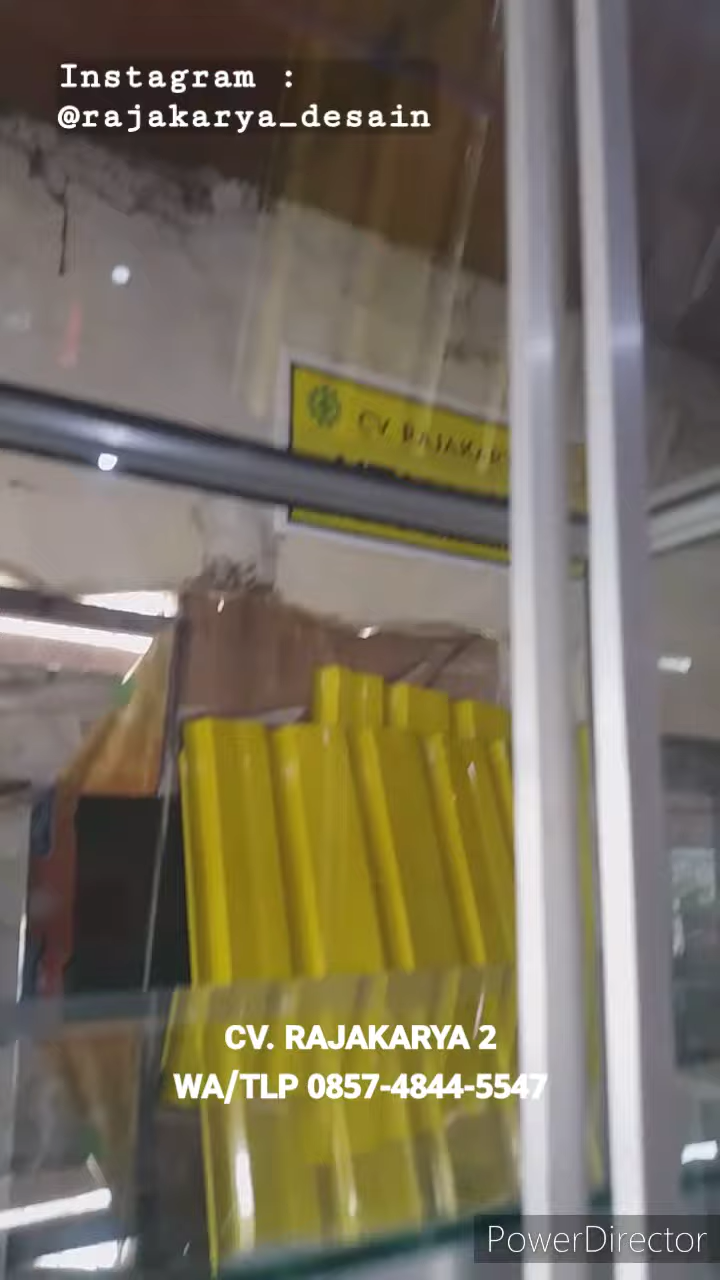 Instagram :
@rajakarya_desain
CV. RAJAKARYA 2
WA/TLP 0857-4844-5547
PowerDirector